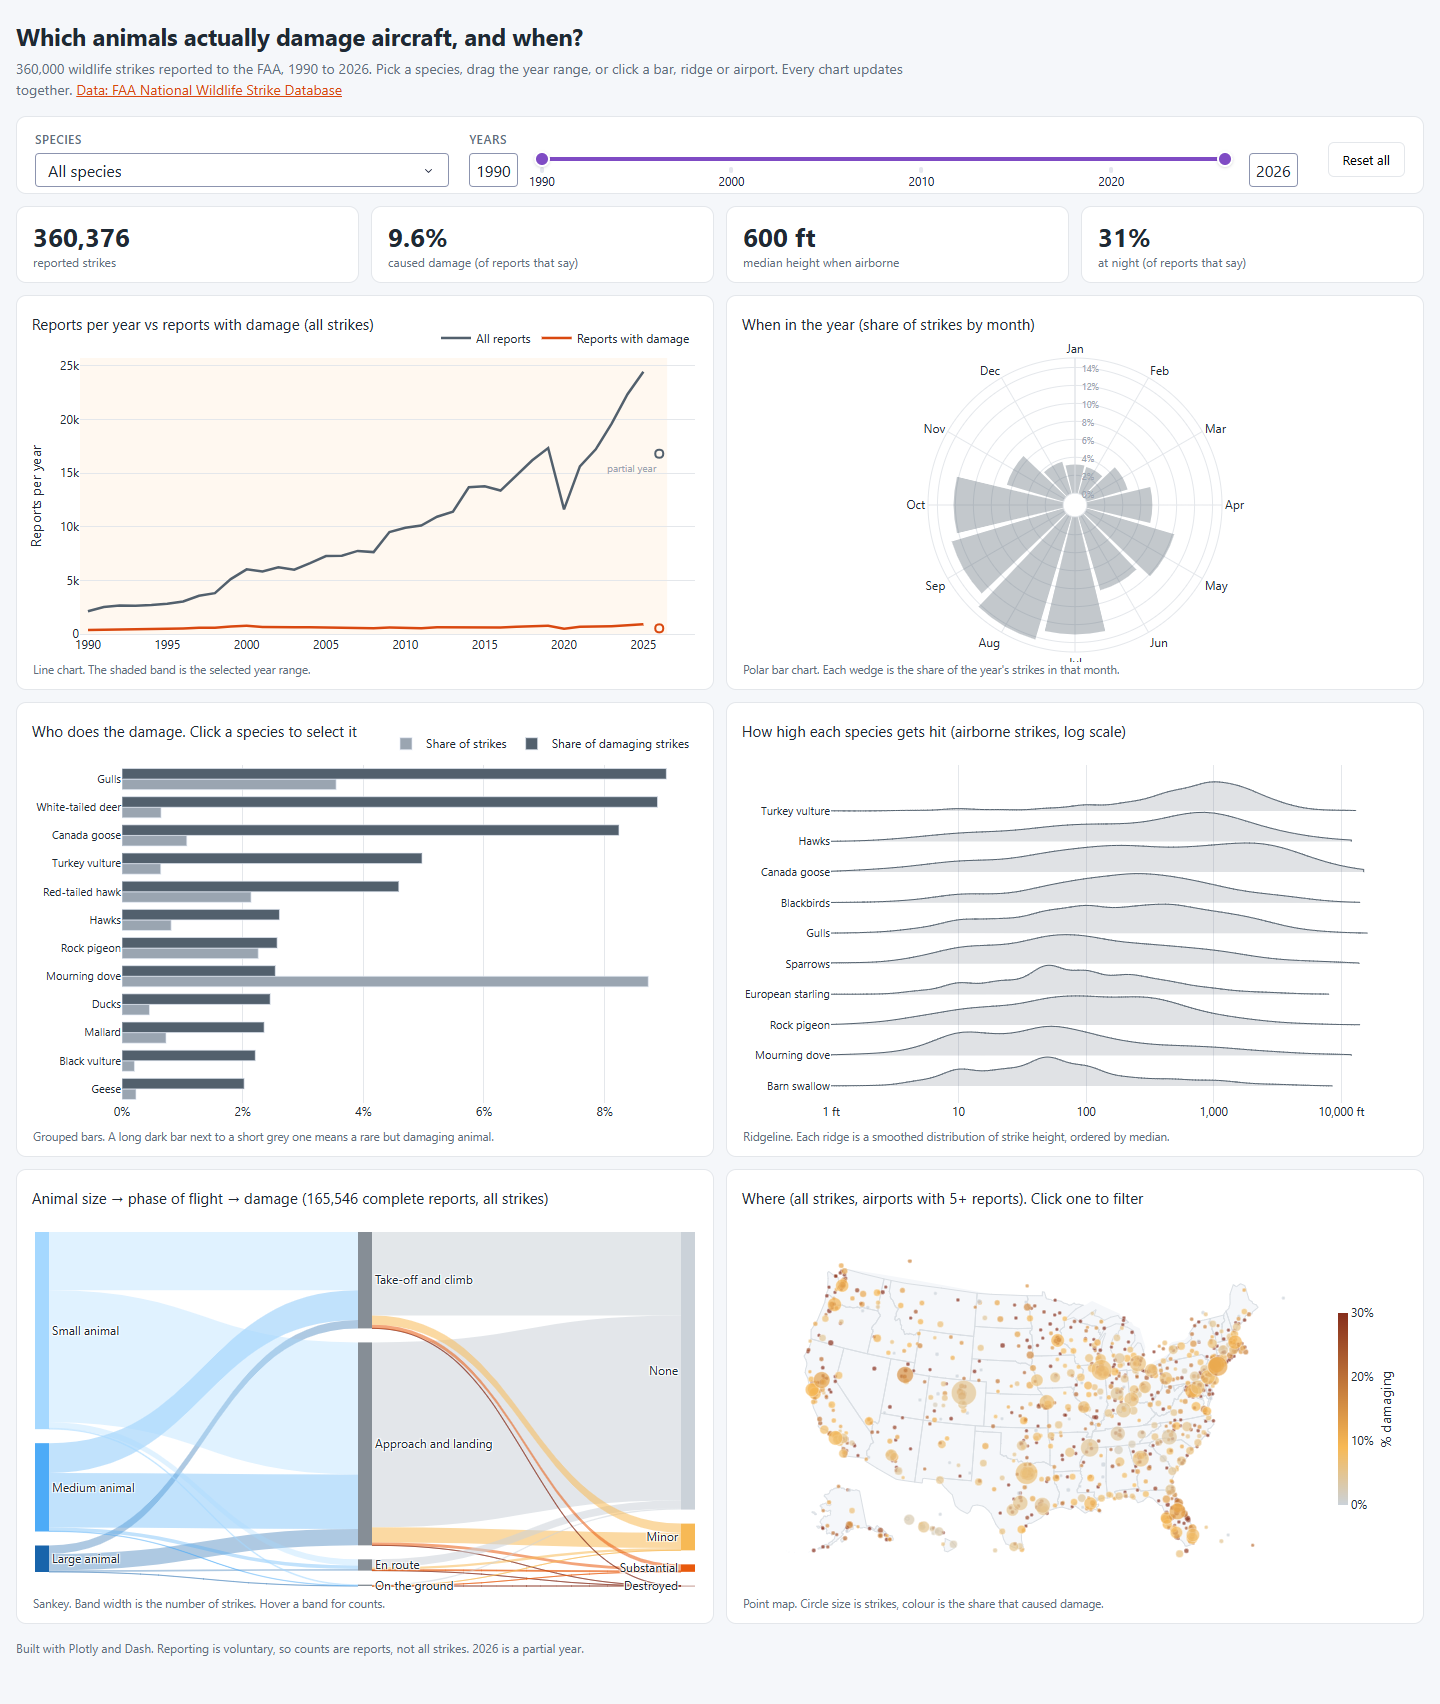 Which animals actually damage aircraft, and when?
360,000 wildlife strikes reported to the FAA, 1990 to 2026. Pick a species, drag the year range, or click a bar, ridge or airport. Every chart updates
together. Data: FAA National Wildlife Strike Database
SPECIES
YEARS
All species
1990
1990
2000
2010
2020
2026
Reset all
360,376
reported strikes
9.6%
caused damage (of reports that say)
600 ft
median height when airborne
31%
at night (of reports that say)
Reports per year vs reports with damage (all strikes)
All reports
Reports with damage
25k
20k
15k
10k
5k
0
Reports per year
partial year
1990
1995
2000
2005
2010
2015
2020
2025
Line chart. The shaded band is the selected year range.
When in the year (share of strikes by month)
Jan
Feb
Mar
Apr
May
Jun
Jul
Aug
Sep
Oct
Nov
Dec
14%
12%
10%
8%
6%
4%
2%
0%
Polar bar chart. Each wedge is the share of the year's strikes in that month.
Who does the damage. Click a species to select it
Share of strikes
Share of damaging strikes
Gulls
White-tailed deer
Canada goose
Turkey vulture
Red-tailed hawk
Hawks
Rock pigeon
Mourning dove
Ducks
Mallard
Black vulture
Geese
0%
2%
4%
6%
8%
Grouped bars. A long dark bar next to a short grey one means a rare but damaging animal.
How high each species gets hit (airborne strikes, log scale)
Turkey vulture
Hawks
Canada goose
Blackbirds
Gulls
Sparrows
European starling
Rock pigeon
Mourning dove
Barn swallow
1 ft
10
100
1,000
10,000 ft
Ridgeline. Each ridge is a smoothed distribution of strike height, ordered by median.
Animal size → phase of flight → damage (165,546 complete reports, all strikes)
Small animal
Medium animal
Large animal
Take-off and climb
Approach and landing
En route
On the ground
None
Minor
Substantial
Destroyed
Sankey. Band width is the number of strikes. Hover a band for counts.
Where (all strikes, airports with 5+ reports). Click one to filter
30%
20%
10%
0%
% damaging
Point map. Circle size is strikes, colour is the share that caused damage.
Built with Plotly and Dash. Reporting is voluntary, so counts are reports, not all strikes. 2026 is a partial year.